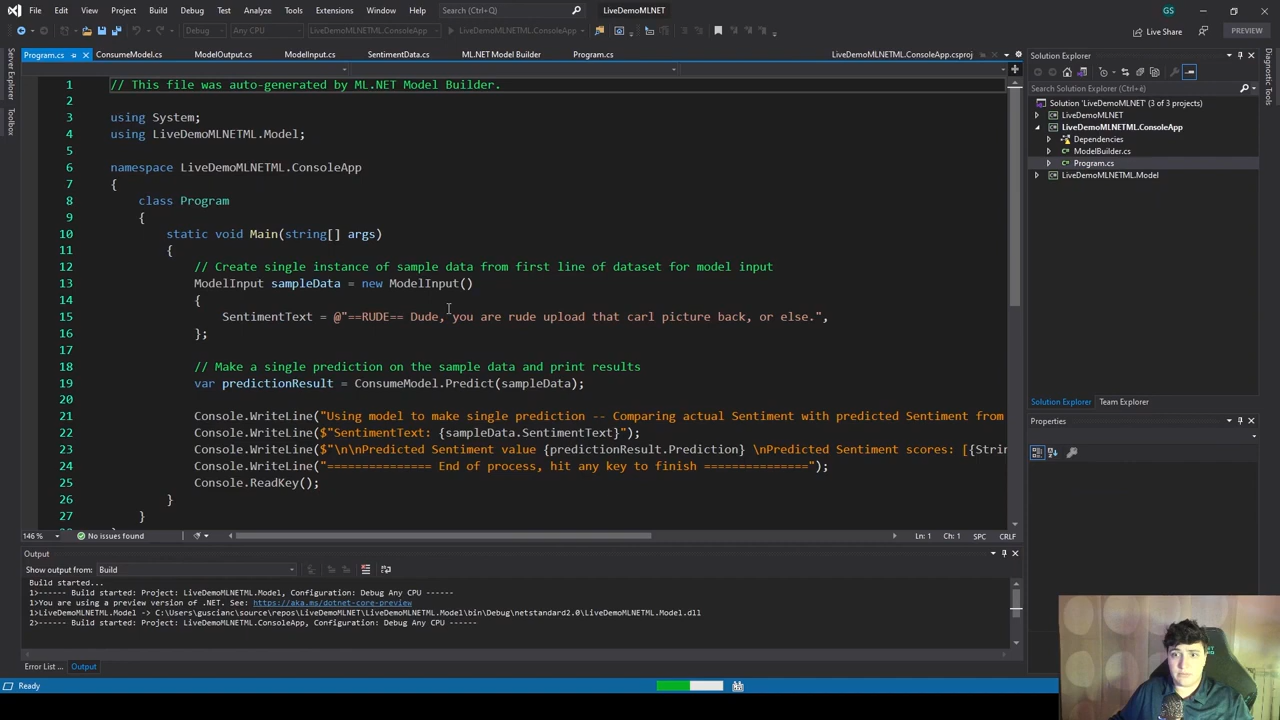 File Edit View Project Build Debug Test Analyze Tools Extensions Window Help Search (Ctrl+Q) LiveDemoMLNET GS
Debug Any CPU LiveDemoMLNETML.ConsoleApp LiveDemoMLNETML.ConsoleApp Live Share PREVIEW
Server Explorer
Toolbox
Program.cs ConsumeModel.cs ModelOutput.cs ModelInput.cs SentimentData.cs ML.NET Model Builder Program.cs LiveDemoMLNETML.ConsoleApp.csproj
1 // This file was auto-generated by ML.NET Model Builder.
2
3 using System;
4 using LiveDemoMLNETML.Model;
5
6 namespace LiveDemoMLNETML.ConsoleApp
7 {
8 class Program
9 {
10 static void Main(string[] args)
11 {
12 // Create single instance of sample data from first line of dataset for model input
13 ModelInput sampleData = new ModelInput()
14 {
15 SentimentText = @"==RUDE== Dude, you are rude upload that carl picture back, or else.",
16 };
17
18 // Make a single prediction on the sample data and print results
19 var predictionResult = ConsumeModel.Predict(sampleData);
20
21 Console.WriteLine("Using model to make single prediction -- Comparing actual Sentiment with predicted Sentiment from
22 Console.WriteLine($"SentimentText: {sampleData.SentimentText}");
23 Console.WriteLine($"\n\nPredicted Sentiment value {predictionResult.Prediction} \nPredicted Sentiment scores: [{Strin
24 Console.WriteLine("=============== End of process, hit any key to finish ===============");
25 Console.ReadKey();
26 }
27 }
146 % No issues found Ln: 1 Ch: 1 SPC CRLF
Output
Show output from: Build
Build started...
1>------ Build started: Project: LiveDemoMLNETML.Model, Configuration: Debug Any CPU ------
1>You are using a preview version of .NET. See: https://aka.ms/dotnet-core-preview
1>LiveDemoMLNETML.Model -> C:\Users\guscianc\source\repos\LiveDemoMLNET\LiveDemoMLNETML.Model\bin\Debug\netstandard2.0\LiveDemoMLNETML.Model.dll
2>------ Build started: Project: LiveDemoMLNETML.ConsoleApp, Configuration: Debug Any CPU ------
Error List ... Output
Ready
Solution Explorer
Search Solution Explorer (Ctrl+é)
Solution 'LiveDemoMLNET' (3 of 3 projects)
LiveDemoMLNET
LiveDemoMLNETML.ConsoleApp
Dependencies
ModelBuilder.cs
Program.cs
LiveDemoMLNETML.Model
Solution Explorer Team Explorer
Properties
Diagnostic Tools